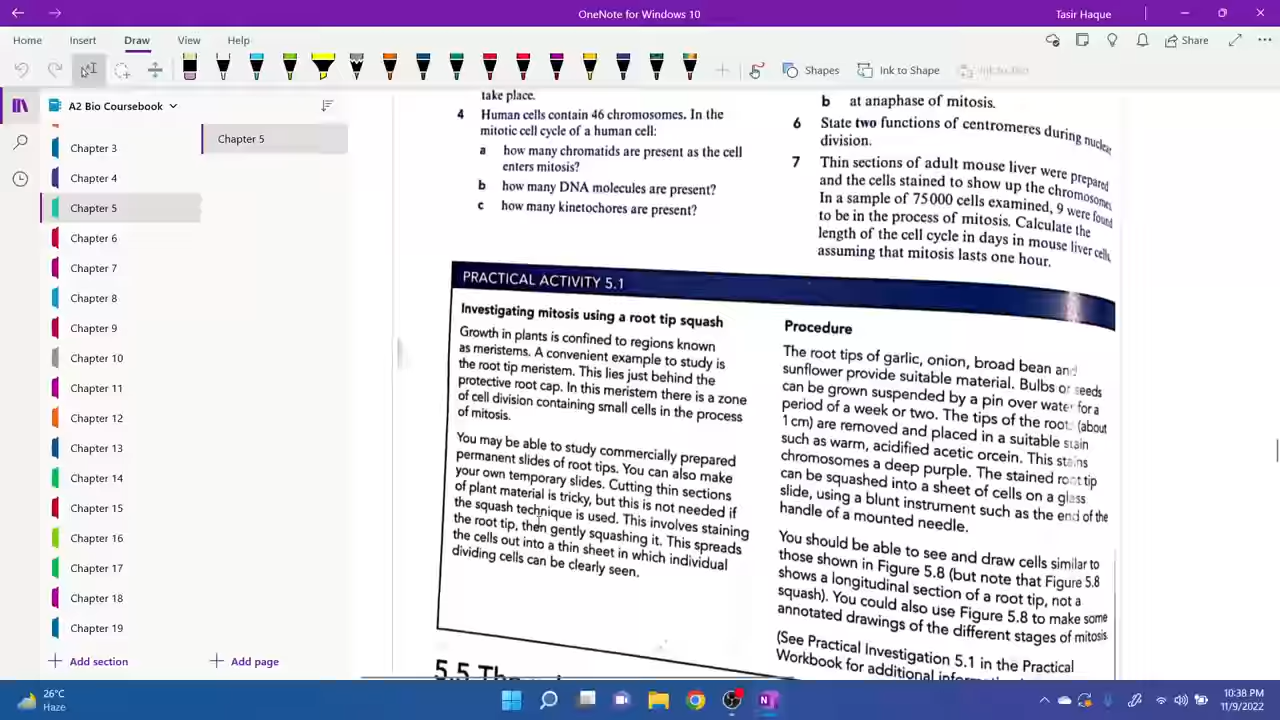 OneNote for Windows 10
Tasir Haque
Home
Insert
Draw
View
Help
Share
Shapes
Ink to Shape
Ink to Text
A2 Bio Coursebook
Chapter 3
Chapter 4
Chapter 5
Chapter 6
Chapter 7
Chapter 8
Chapter 9
Chapter 10
Chapter 11
Chapter 12
Chapter 13
Chapter 14
Chapter 15
Chapter 16
Chapter 17
Chapter 18
Chapter 19
Add section
Chapter 5
Add page
take place.
4 Human cells contain 46 chromosomes. In the
mitotic cell cycle of a human cell:
a how many chromatids are present as the cell
enters mitosis?
b how many DNA molecules are present?
c how many kinetochores are present?
b at anaphase of mitosis.
6 State two functions of centromeres during nuclear
division.
7 Thin sections of adult mouse liver were prepared
and the cells stained to show up the chromosomes.
In a sample of 75000 cells examined, 9 were found
to be in the process of mitosis. Calculate the
length of the cell cycle in days in mouse liver cells,
assuming that mitosis lasts one hour.
PRACTICAL ACTIVITY 5.1
Investigating mitosis using a root tip squash
Growth in plants is confined to regions known
as meristems. A convenient example to study is
the root tip meristem. This lies just behind the
protective root cap. In this meristem there is a zone
of cell division containing small cells in the process
of mitosis.
You may be able to study commercially prepared
permanent slides of root tips. You can also make
your own temporary slides. Cutting thin sections
of plant material is tricky, but this is not needed if
the squash technique is used. This involves staining
the root tip, then gently squashing it. This spreads
the cells out into a thin sheet in which individual
dividing cells can be clearly seen.
Procedure
The root tips of garlic, onion, broad bean and
sunflower provide suitable material. Bulbs or seeds
can be grown suspended by a pin over water for a
period of a week or two. The tips of the roots (about
1 cm) are removed and placed in a suitable stain
such as warm, acidified acetic orcein. This stains
chromosomes a deep purple. The stained root tip
can be squashed into a sheet of cells on a glass
slide, using a blunt instrument such as the end of the
handle of a mounted needle.
You should be able to see and draw cells similar to
those shown in Figure 5.8 (but note that Figure 5.8
shows a longitudinal section of a root tip, not a
squash). You could also use Figure 5.8 to make some
annotated drawings of the different stages of mitosis
(See Practical Investigation 5.1 in the Practical
Workbook for additional
5.5
26°C
Haze
10:38 PM
11/9/2022